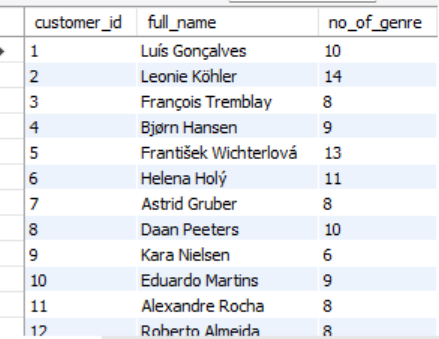 customer_id full_name no_of_genre
1 Luís Gonçalves 10
2 Leonie Köhler 14
3 François Tremblay 8
4 Bjørn Hansen 9
5 František Wichterlová 13
6 Helena Holý 11
7 Astrid Gruber 8
8 Daan Peeters 10
9 Kara Nielsen 6
10 Eduardo Martins 9
11 Alexandre Rocha 8
12 Roberto Almeida 8